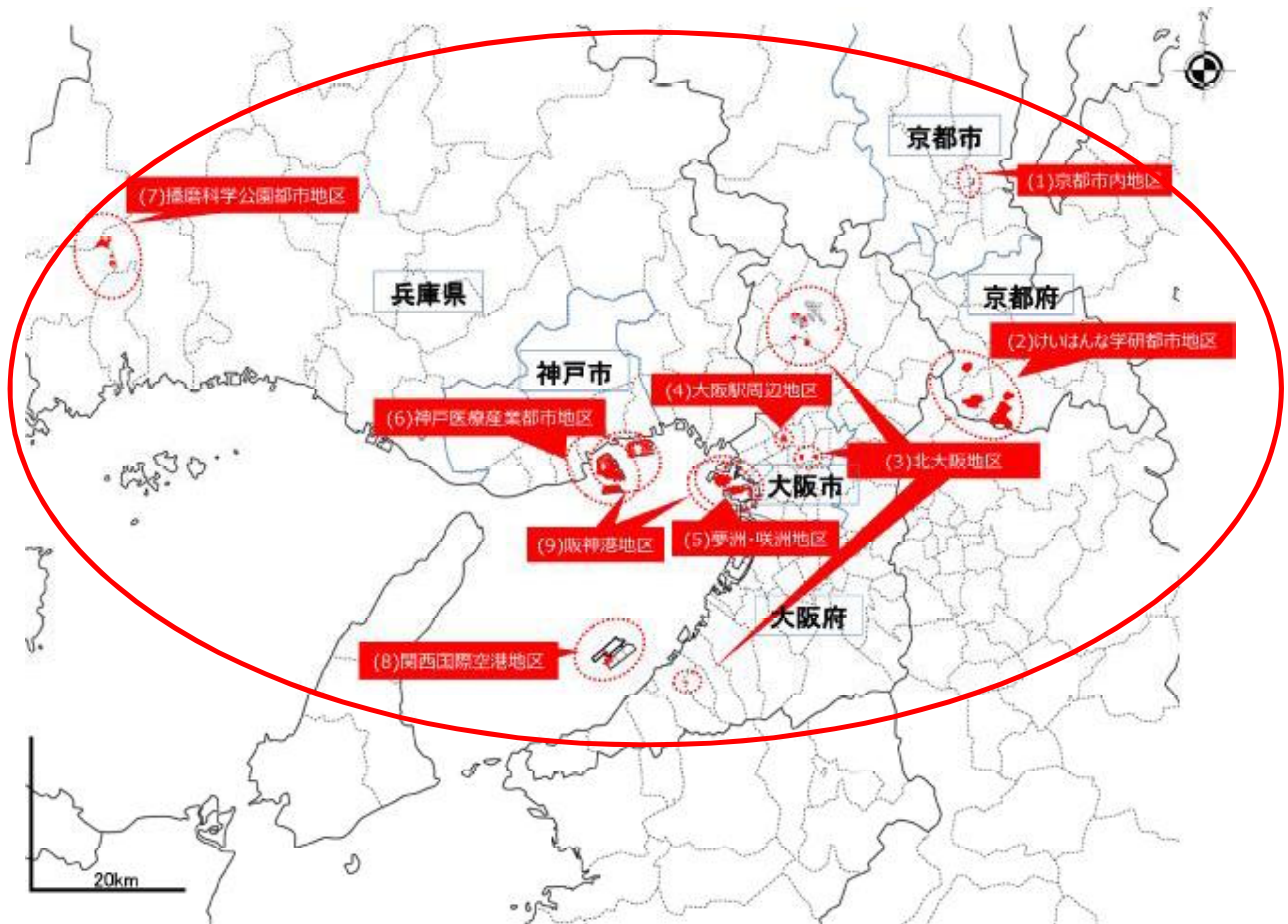 京都市
(1)京都市内地区
(7)播磨科学公園都市地区
兵庫県
京都府
(2)けいはんな学研都市地区
神戸市
(4)大阪駅周辺地区
(6)神戸医療産業都市地区
(3)北大阪地区
大阪市
(9)阪神港地区
(5)夢洲・咲洲地区
大阪府
(8)関西国際空港地区
20km